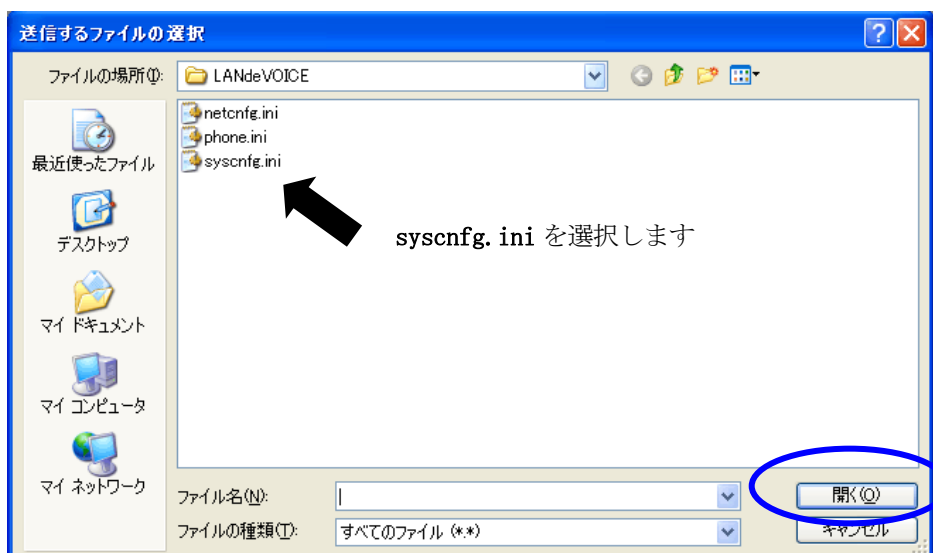 送信するファイルの選択
ファイルの場所(I):
LANdeVOICE
netcnfg.ini
phone.ini
syscnfg.ini
最近使ったファイル
デスクトップ
マイ ドキュメント
マイ コンピュータ
マイ ネットワーク
syscnfg.ini を選択します
ファイル名(N):
開く(O)
ファイルの種類(T):
すべてのファイル (*.*)
キャンセル